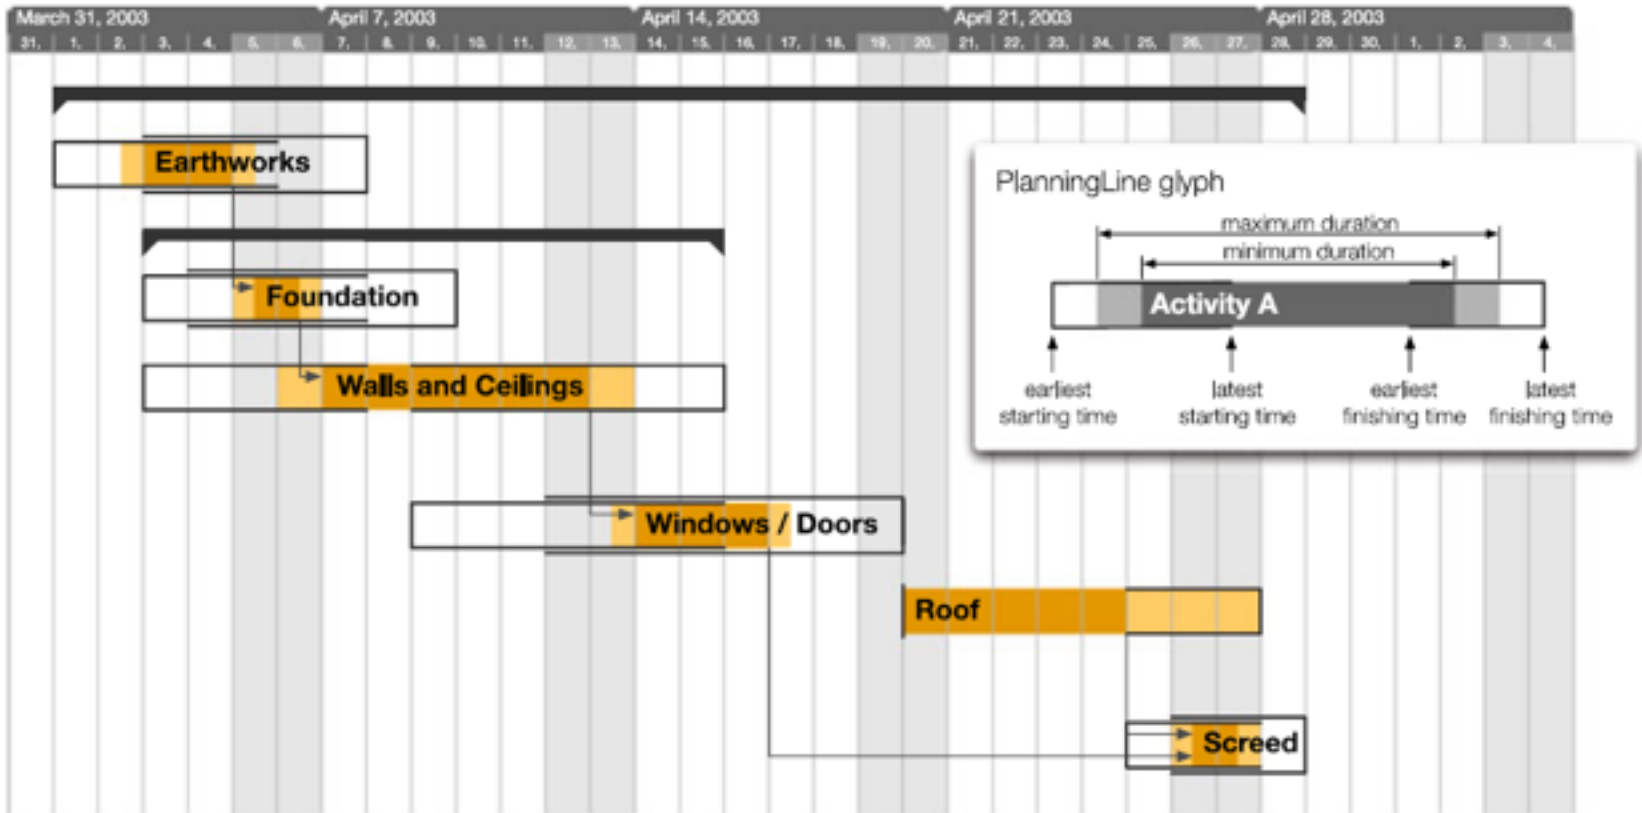 March 31, 2003 April 7, 2003 April 14, 2003 April 21, 2003 April 28, 2003
31. 1. 2. 3. 4. 5. 6. 7. 8. 9. 10. 11. 12. 13. 14. 15. 16. 17. 18. 19. 20. 21. 22. 23. 24. 25. 26. 27. 28. 29. 30. 1. 2. 3. 4.
Earthworks
PlanningLine glyph
maximum duration
minimum duration
Activity A
earliest starting time
latest starting time
earliest finishing time
latest finishing time
Foundation
Walls and Ceilings
Windows / Doors
Roof
Screed